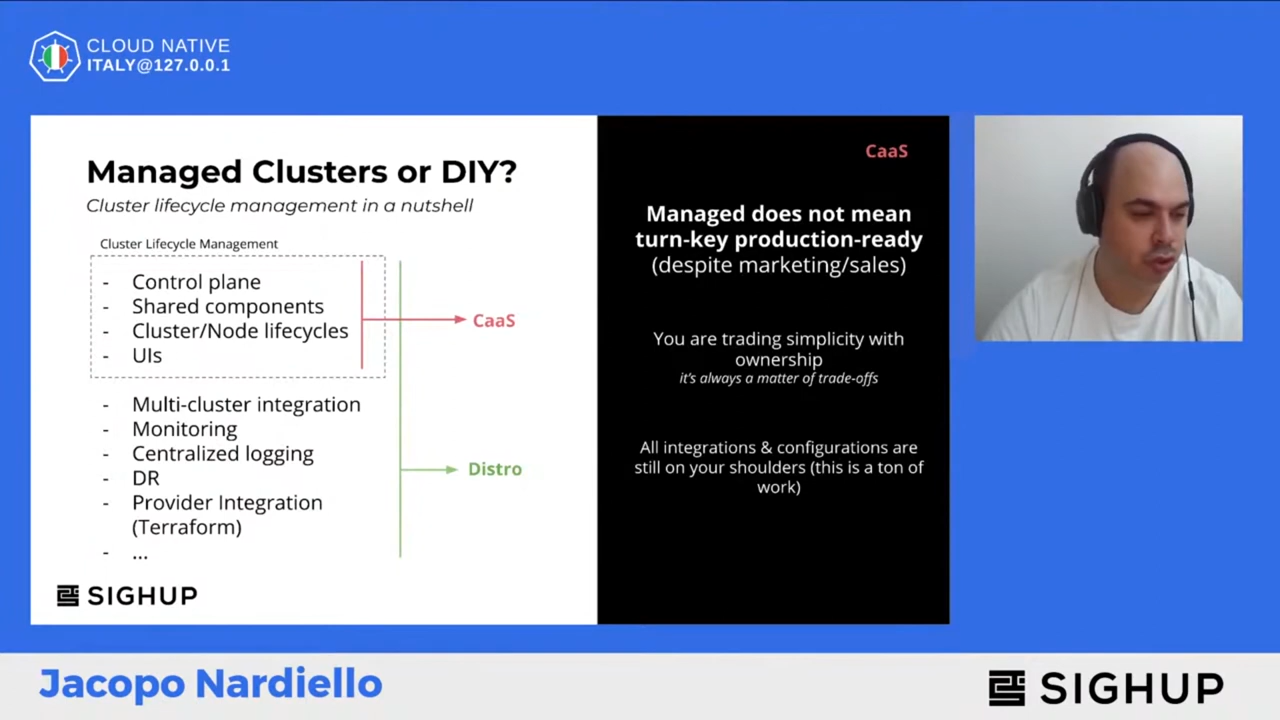 CLOUD NATIVE
ITALY@127.0.0.1
Managed Clusters or DIY?
Cluster lifecycle management in a nutshell
Cluster Lifecycle Management
- Control plane
- Shared components
- Cluster/Node lifecycles
- UIs
CaaS
- Multi-cluster integration
- Monitoring
- Centralized logging
- DR
- Provider Integration
(Terraform)
- ...
Distro
SIGHUP
CaaS
Managed does not mean
turn-key production-ready
(despite marketing/sales)
You are trading simplicity with
ownership
it's always a matter of trade-offs
All integrations & configurations are
still on your shoulders (this is a ton of
work)
Jacopo Nardiello
SIGHUP